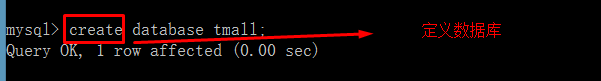 mysql> create database tmall;
定义数据库
Query OK, 1 row affected (0.00 sec)